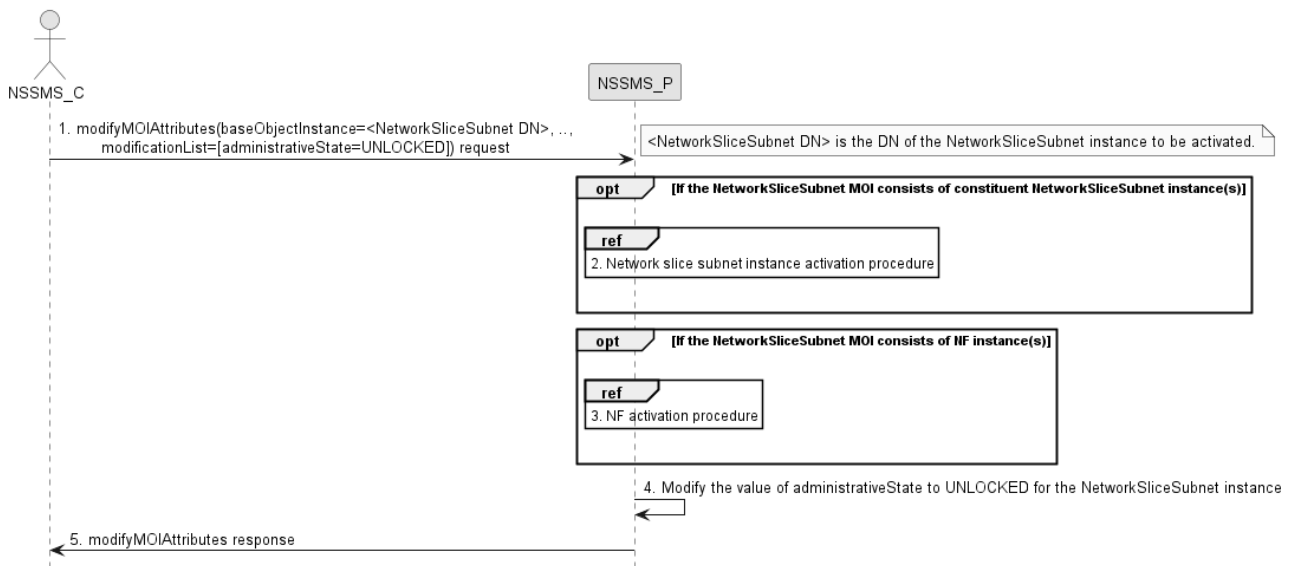 NSSMS_C
NSSMS_P
1. modifyMOIAttributes(baseObjectInstance=<NetworkSliceSubnet DN>, ..,
modificationList=[administrativeState=UNLOCKED]) request
<NetworkSliceSubnet DN> is the DN of the NetworkSliceSubnet instance to be activated.
opt [If the NetworkSliceSubnet MOI consists of constituent NetworkSliceSubnet instance(s)]
ref
2. Network slice subnet instance activation procedure
opt [If the NetworkSliceSubnet MOI consists of NF instance(s)]
ref
3. NF activation procedure
4. Modify the value of administrativeState to UNLOCKED for the NetworkSliceSubnet instance
5. modifyMOIAttributes response